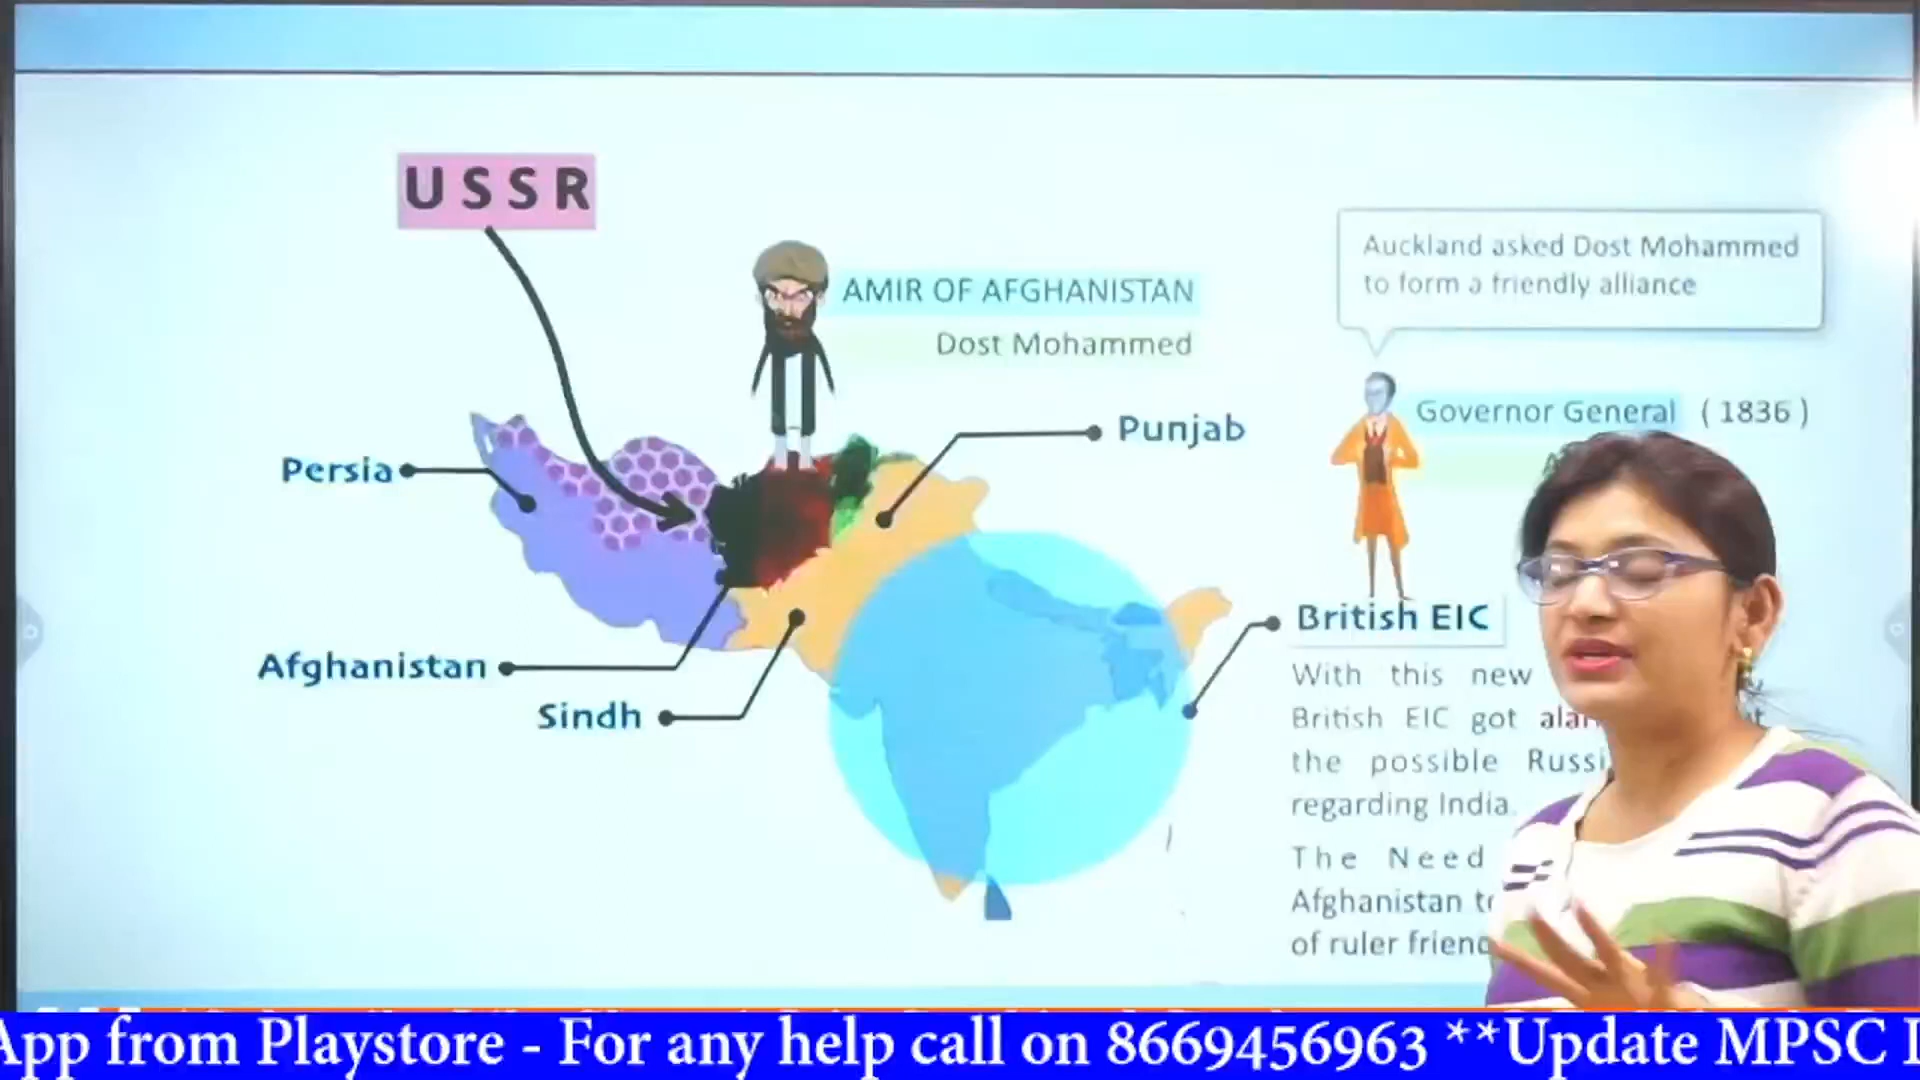 USSR
Auckland asked Dost Mohammed
to form a friendly alliance
AMIR OF AFGHANISTAN
Dost Mohammed
Governor General ( 1836 )
Punjab
Persia
British EIC
Afghanistan
Sindh
With this new
British EIC got
the possible
regarding India.
The Need
Afghanistan
of ruler
App from Playstore - For any help call on 8669456963 **Update MPSC